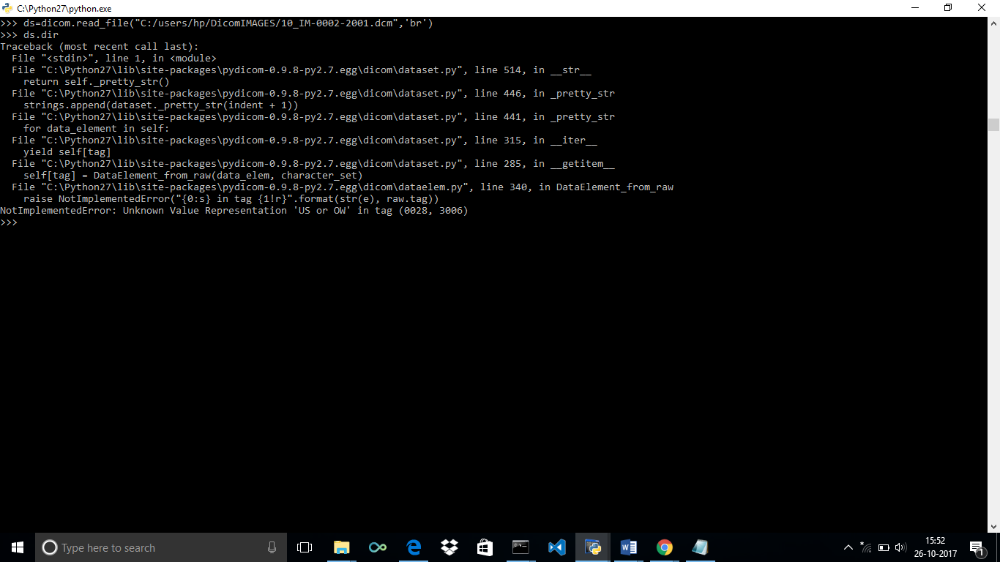 C:\Python27\python.exe
>>> ds=dicom.read_file("C:/users/hp/DicomIMAGES/10_IM-0002-2001.dcm",'br')
>>> ds.dir
Traceback (most recent call last):
  File "<stdin>", line 1, in <module>
  File "C:\Python27\lib\site-packages\pydicom-0.9.8-py2.7.egg\dicom\dataset.py", line 514, in __str__
    return self._pretty_str()
  File "C:\Python27\lib\site-packages\pydicom-0.9.8-py2.7.egg\dicom\dataset.py", line 446, in _pretty_str
    strings.append(dataset._pretty_str(indent + 1))
  File "C:\Python27\lib\site-packages\pydicom-0.9.8-py2.7.egg\dicom\dataset.py", line 441, in _pretty_str
    for data_element in self:
  File "C:\Python27\lib\site-packages\pydicom-0.9.8-py2.7.egg\dicom\dataset.py", line 315, in __iter__
    yield self[tag]
  File "C:\Python27\lib\site-packages\pydicom-0.9.8-py2.7.egg\dicom\dataset.py", line 285, in __getitem__
    self[tag] = DataElement_from_raw(data_elem, character_set)
  File "C:\Python27\lib\site-packages\pydicom-0.9.8-py2.7.egg\dicom\dataelem.py", line 340, in DataElement_from_raw
    raise NotImplementedError("{0:s} in tag {1!r}".format(str(e), raw.tag))
NotImplementedError: Unknown Value Representation 'US or OW' in tag (0028, 3006)
>>>
Type here to search
15:52
26-10-2017
1